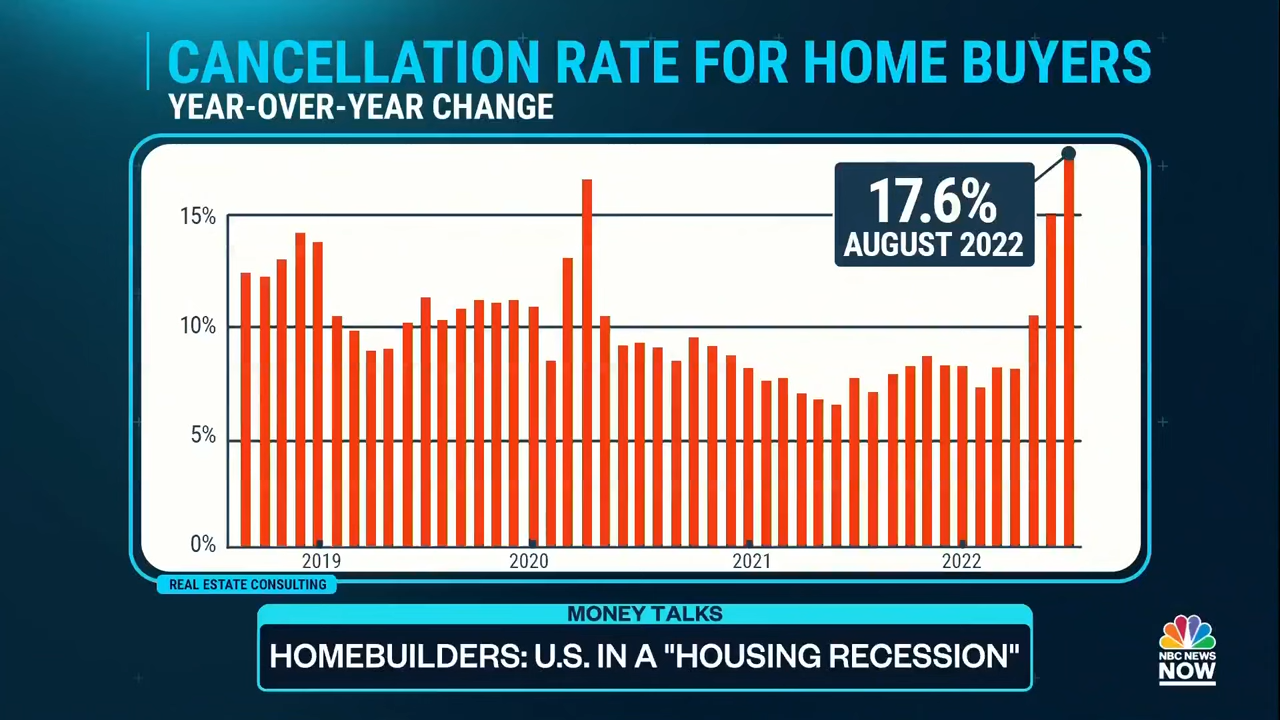 CANCELLATION RATE FOR HOME BUYERS
YEAR-OVER-YEAR CHANGE
17.6%
AUGUST 2022
15%
10%
5%
0%
2019
2020
2021
2022
REAL ESTATE CONSULTING
MONEY TALKS
HOMEBUILDERS: U.S. IN A "HOUSING RECESSION"
NBC NEWS
NOW